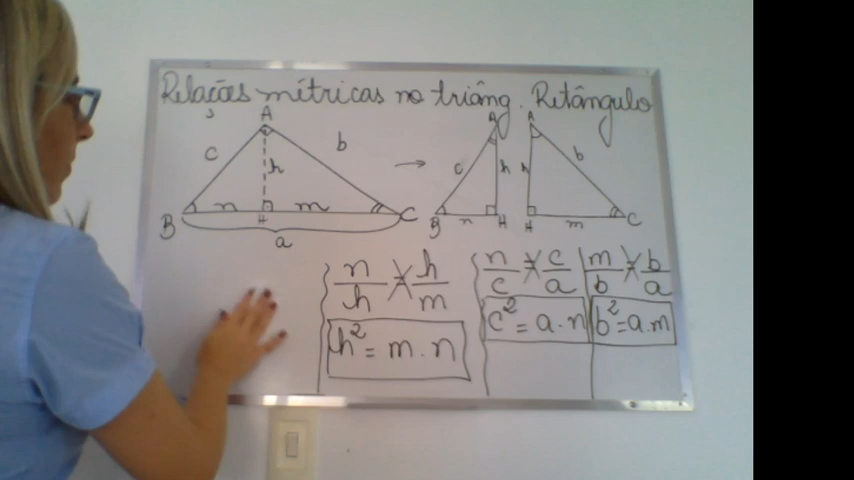 Relações métricas no triâng. Retângulo
A
c
b
h
n
H
m
B
C
a
→
A
c
h
B
n
H
A
h
b
H
m
C
n/h = h/m
h² = m . n
n/c = c/a
c² = a . n
m/b = b/a
b² = a . m